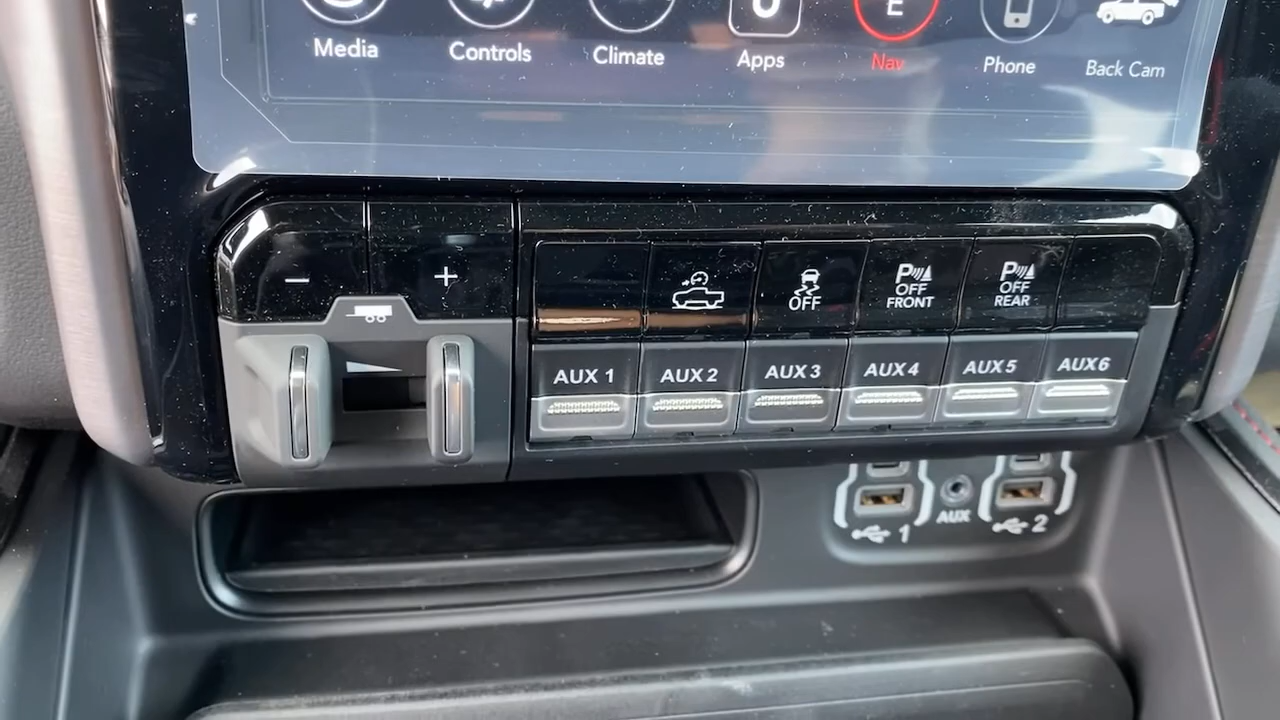 E
Media
Controls
Climate
Apps
Nav
Phone
Back Cam
− +
OFF
P
OFF
FRONT
P
OFF
REAR
AUX 1
AUX 2
AUX 3
AUX 4
AUX 5
AUX 6
1
AUX
2